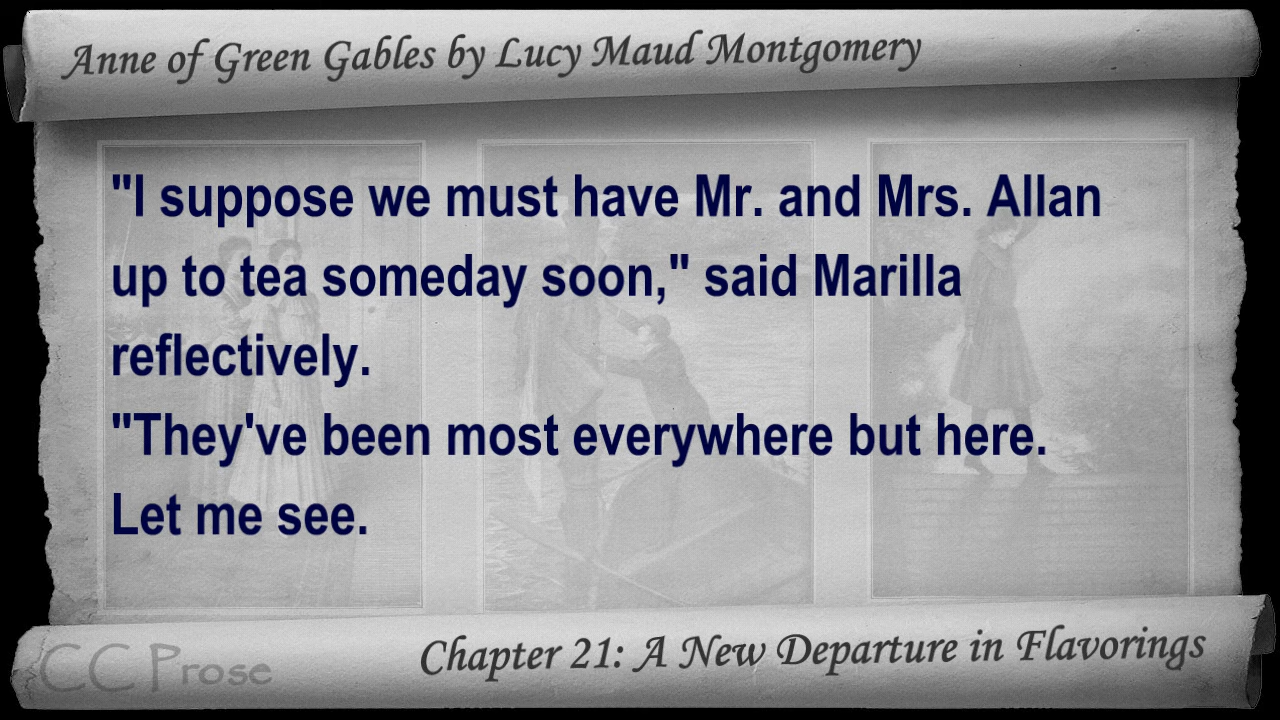 Anne of Green Gables by Lucy Maud Montgomery
"I suppose we must have Mr. and Mrs. Allan
up to tea someday soon," said Marilla
reflectively.
"They've been most everywhere but here.
Let me see.
Chapter 21: A New Departure in Flavorings
CC Prose